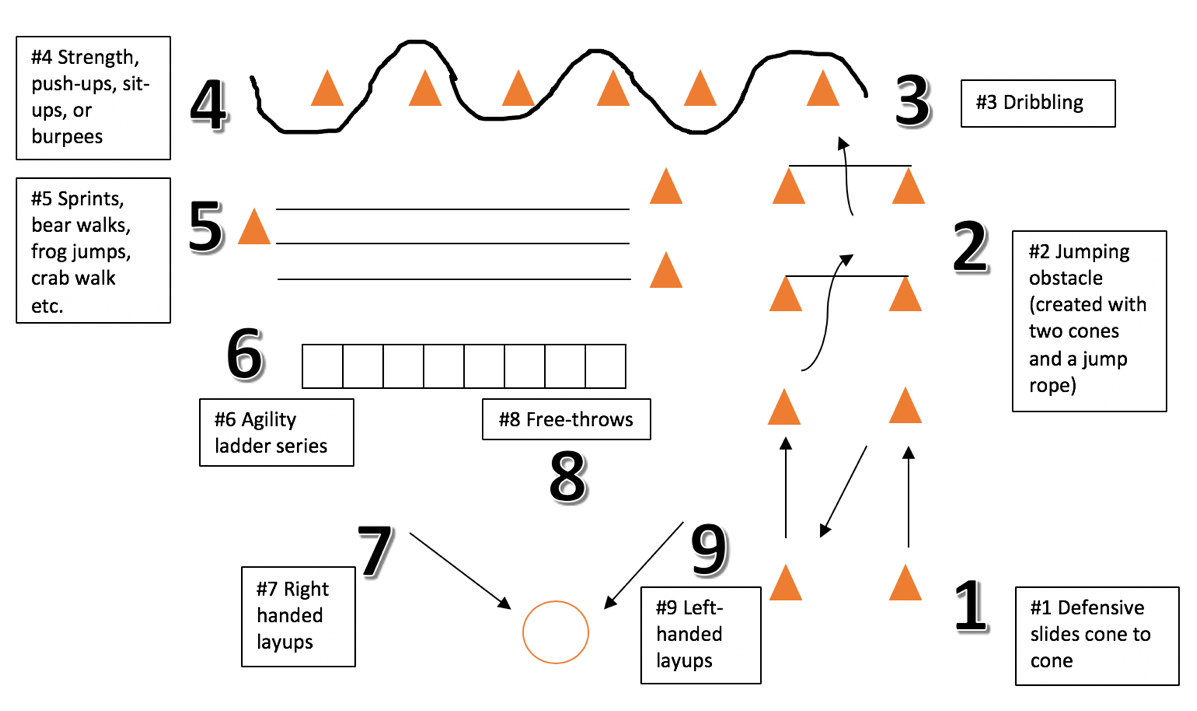 #4 Strength,
push-ups, sit-
ups, or
burpees
4
3
#3 Dribbling
#5 Sprints,
bear walks,
frog jumps,
crab walk
etc.
5
2
#2 Jumping
obstacle
(created with
two cones
and a jump
rope)
6
#6 Agility
ladder series
#8 Free-throws
8
7
#7 Right
handed
layups
9
#9 Left-
handed
layups
1
#1 Defensive
slides cone to
cone